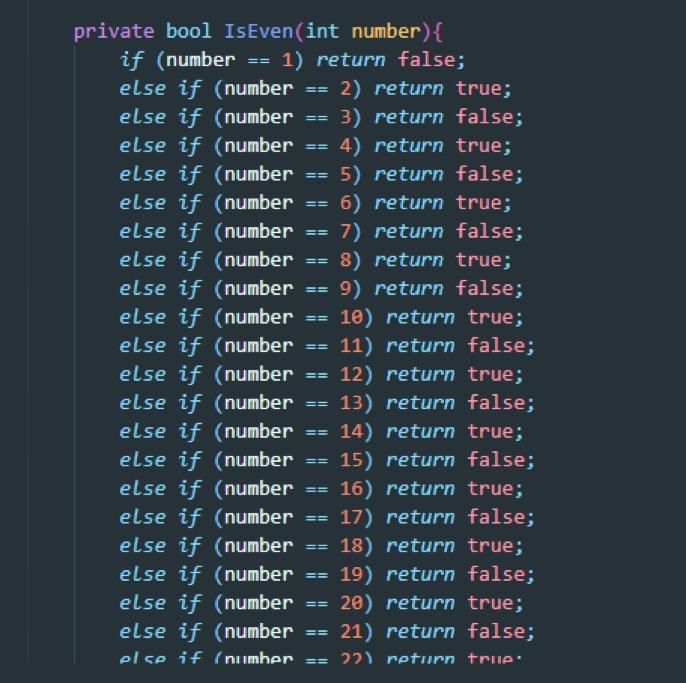 private bool IsEven(int number){
if (number == 1) return false;
else if (number == 2) return true;
else if (number == 3) return false;
else if (number == 4) return true;
else if (number == 5) return false;
else if (number == 6) return true;
else if (number == 7) return false;
else if (number == 8) return true;
else if (number == 9) return false;
else if (number == 10) return true;
else if (number == 11) return false;
else if (number == 12) return true;
else if (number == 13) return false;
else if (number == 14) return true;
else if (number == 15) return false;
else if (number == 16) return true;
else if (number == 17) return false;
else if (number == 18) return true;
else if (number == 19) return false;
else if (number == 20) return true;
else if (number == 21) return false;
else if (number == 22) return true;